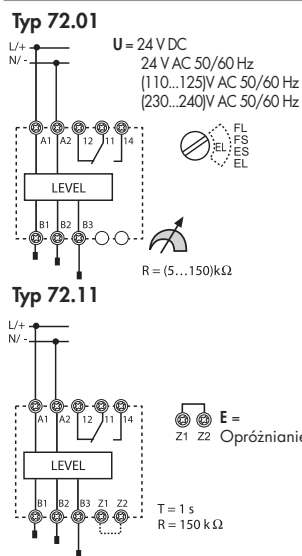 Typ 72.01
L/+
N/ -
U = 24 V DC
24 V AC 50/60 Hz
(110...125)V AC 50/60 Hz
(230...240)V AC 50/60 Hz
A1 A2 12 11 14
EL
FL
FS
ES
EL
LEVEL
B1 B2 B3
R = (5...150)kΩ
Typ 72.11
L/+
N/ -
A1 A2 12 11 14
E =
Z1 Z2 Opróżnianie
LEVEL
B1 B2 B3 Z1 Z2
T = 1 s
R = 150 k Ω